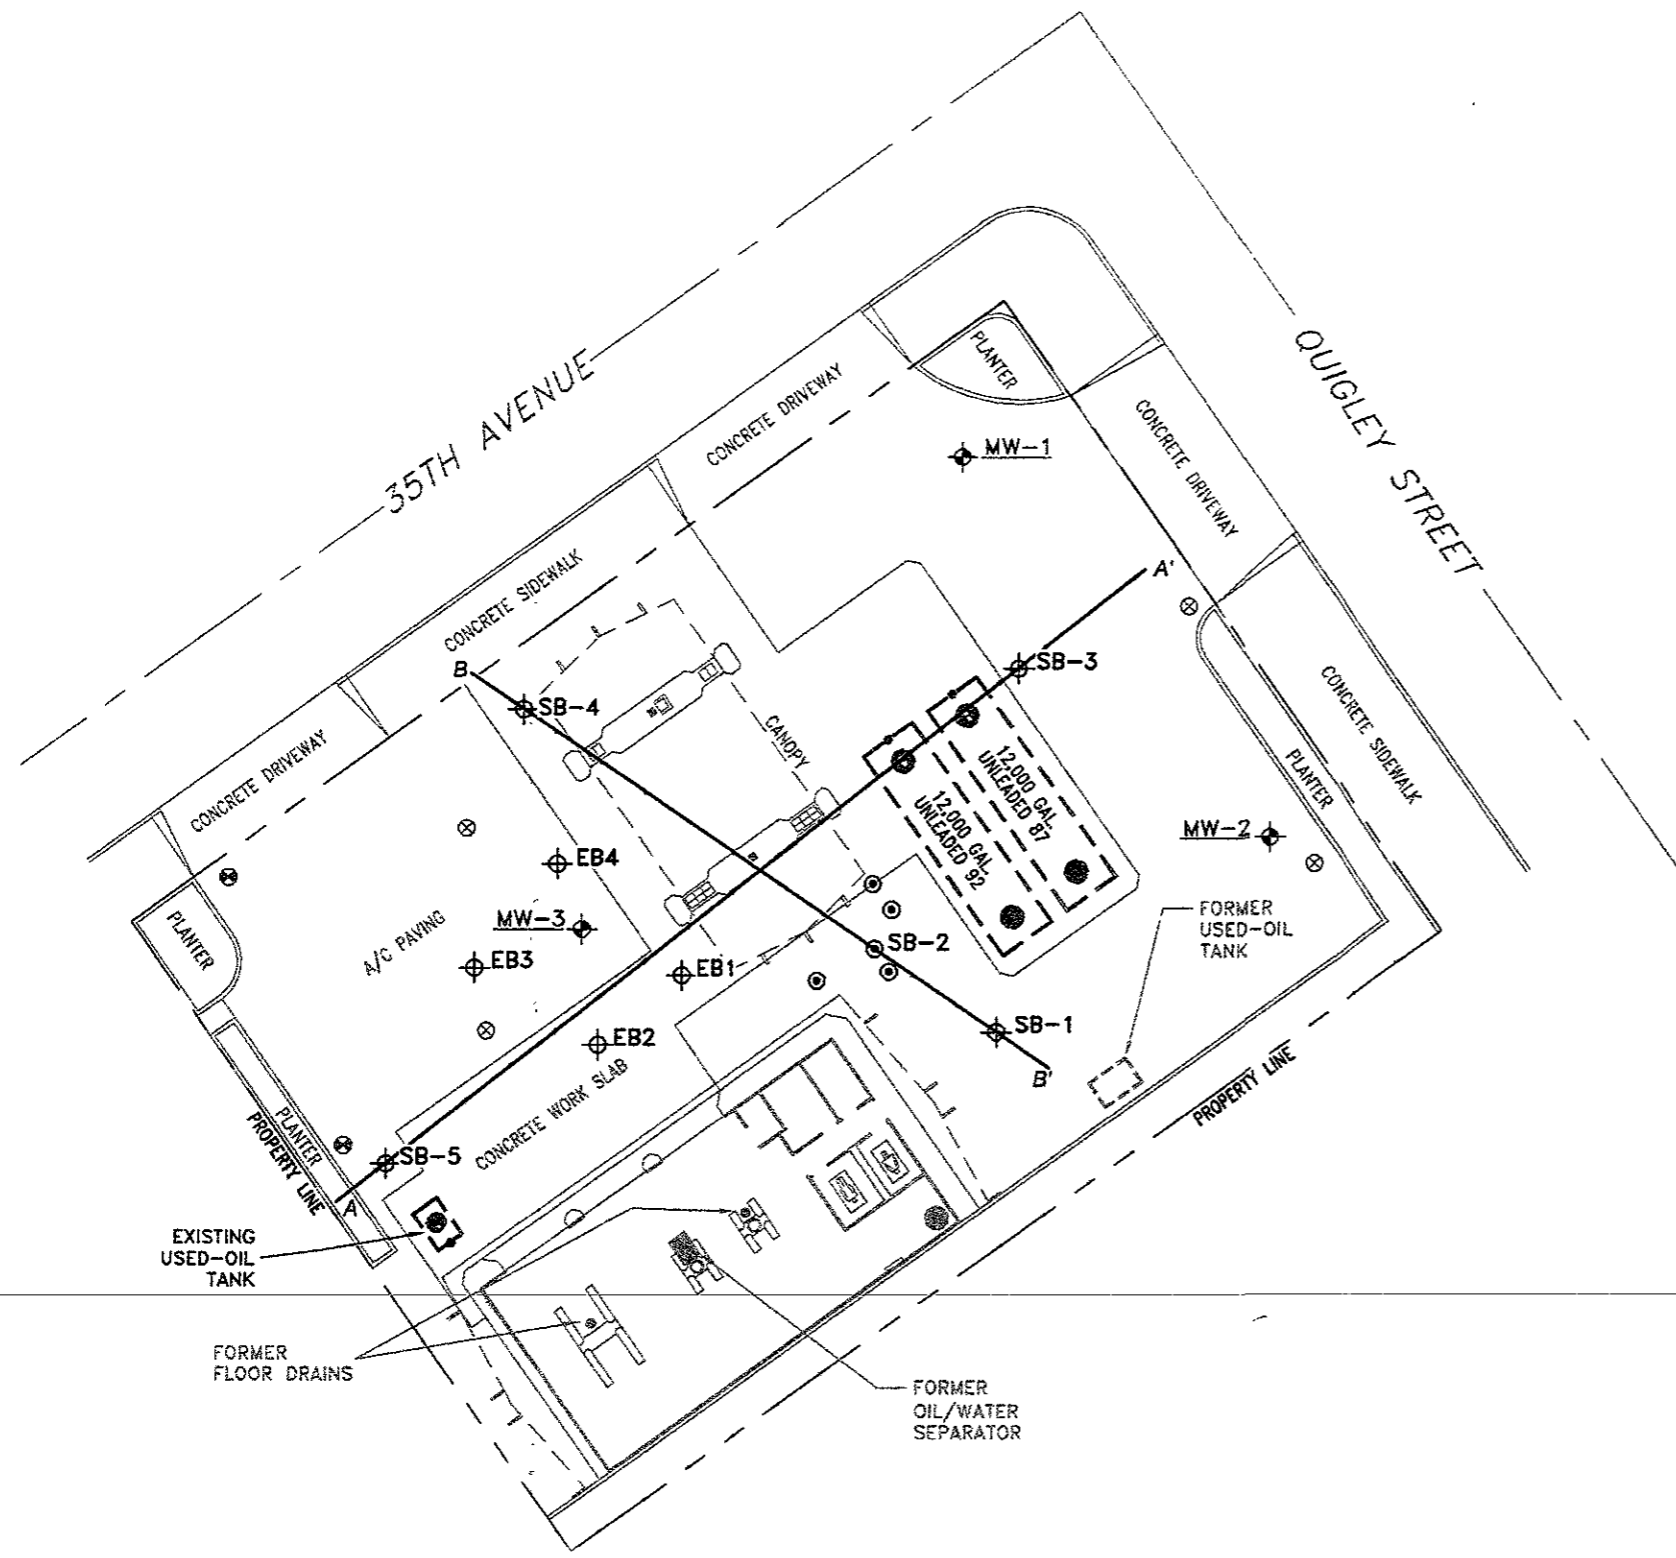 35TH AVENUE
QUIGLEY STREET
PLANTER
CONCRETE DRIVEWAY
MW-1
CONCRETE DRIVEWAY
CONCRETE SIDEWALK
A'
B
SB-4
SB-3
CANOPY
CONCRETE SIDEWALK
PLANTER
CONCRETE DRIVEWAY
12,000 GAL.
UNLEADED 87
12,000 GAL.
UNLEADED 92
MW-2
EB4
PLANTER
A/C PAVING
MW-3
EB3
EB1
SB-2
FORMER
USED-OIL
TANK
EB2
SB-1
B'
PROPERTY LINE
CONCRETE WORK SLAB
PLANTER
PROPERTY LINE
SB-5
A
EXISTING
USED-OIL
TANK
FORMER
FLOOR DRAINS
FORMER
OIL/WATER
SEPARATOR